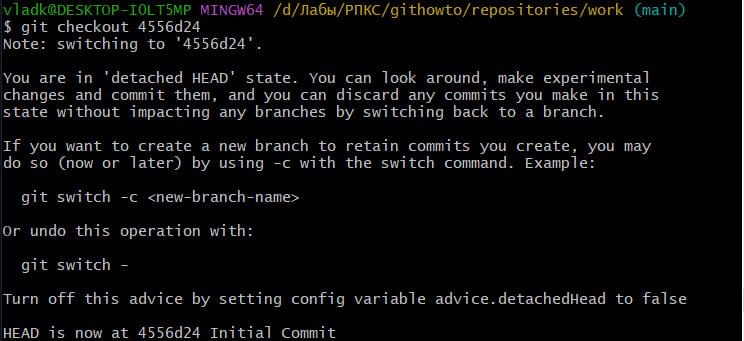 vladk@DESKTOP-IOLT5MP MINGW64 /d/Лабы/РПКС/githowto/repositories/work (main)
$ git checkout 4556d24
Note: switching to '4556d24'.
You are in 'detached HEAD' state. You can look around, make experimental
changes and commit them, and you can discard any commits you make in this
state without impacting any branches by switching back to a branch.
If you want to create a new branch to retain commits you create, you may
do so (now or later) by using -c with the switch command. Example:
git switch -c <new-branch-name>
Or undo this operation with:
git switch -
Turn off this advice by setting config variable advice.detachedHead to false
HEAD is now at 4556d24 Initial Commit